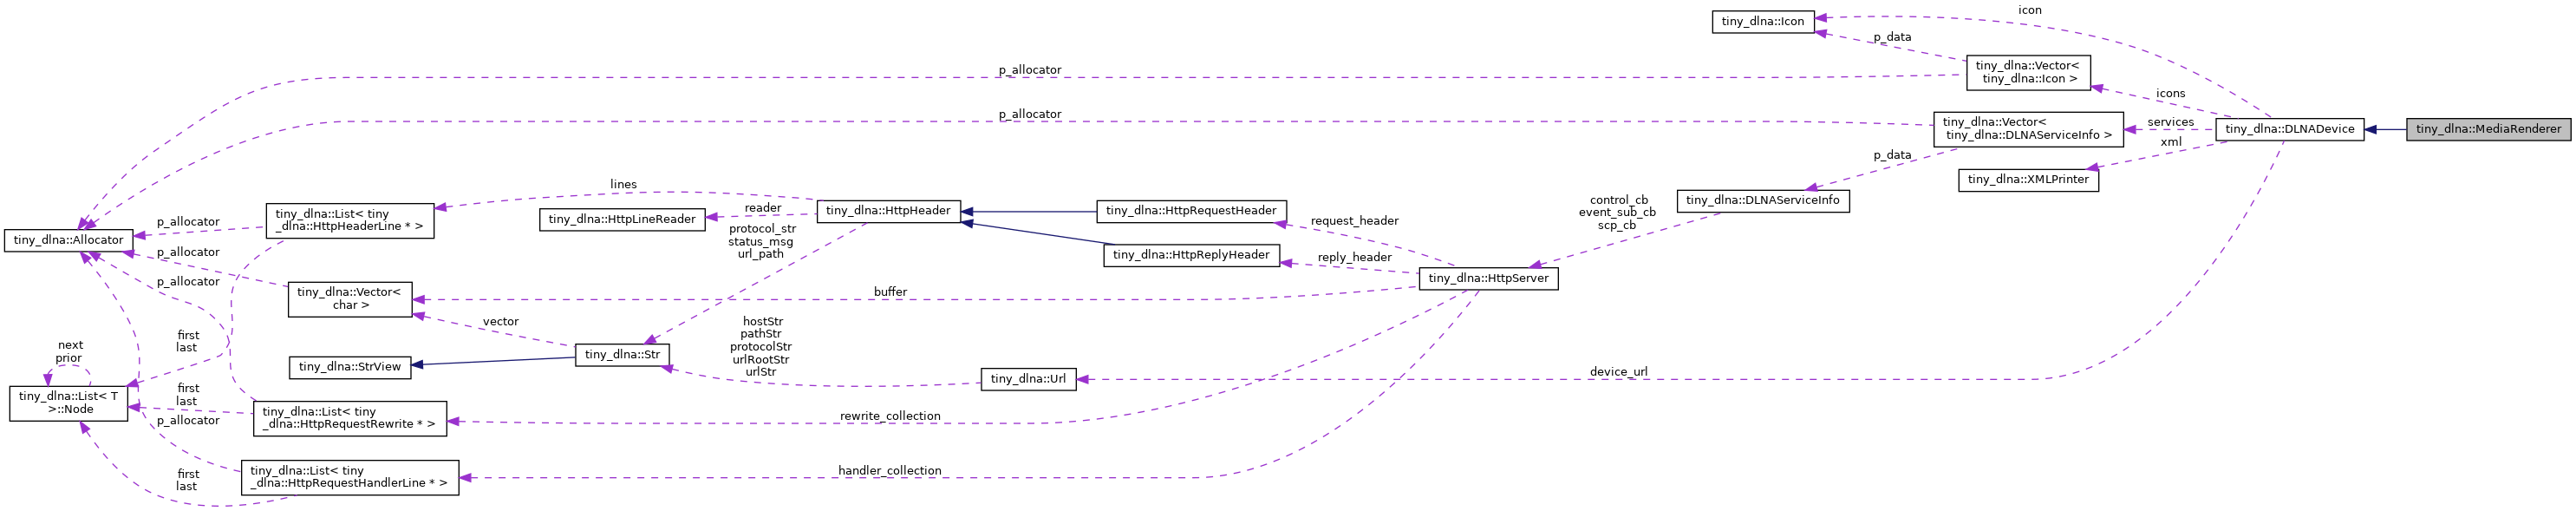 icon
tiny_dlna::Icon
p_data
tiny_dlna::Vector<
tiny_dlna::Icon >
p_allocator
icons
p_allocator
tiny_dlna::Vector<
tiny_dlna::DLNAServiceInfo >
services
tiny_dlna::DLNADevice
tiny_dlna::MediaRenderer
xml
p_data
tiny_dlna::XMLPrinter
lines
tiny_dlna::DLNAServiceInfo
control_cb
event_sub_cb
scp_cb
tiny_dlna::List< tiny
_dlna::HttpHeaderLine * >
p_allocator
tiny_dlna::HttpLineReader
reader
tiny_dlna::HttpHeader
tiny_dlna::HttpRequestHeader
request_header
tiny_dlna::Allocator
protocol_str
status_msg
url_path
p_allocator
tiny_dlna::HttpReplyHeader
reply_header
tiny_dlna::HttpServer
p_allocator
tiny_dlna::Vector<
char >
buffer
vector
hostStr
pathStr
protocolStr
urlRootStr
urlStr
first
last
next
prior
tiny_dlna::StrView
tiny_dlna::Str
tiny_dlna::Url
device_url
tiny_dlna::List< T
>::Node
first
last
tiny_dlna::List< tiny
_dlna::HttpRequestRewrite * >
rewrite_collection
p_allocator
tiny_dlna::List< tiny
_dlna::HttpRequestHandlerLine * >
handler_collection
first
last